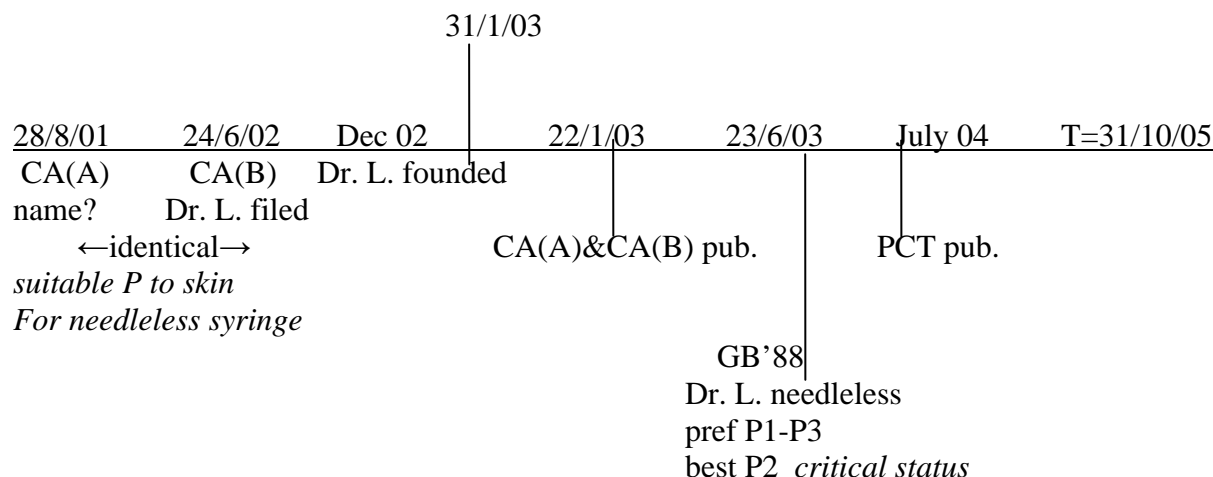 31/1/03
28/8/01 24/6/02 Dec 02 22/1/03 23/6/03 July 04 T=31/10/05
CA(A) CA(B) Dr. L. founded
name? Dr. L. filed
←identical→ CA(A)&CA(B) pub. PCT pub.
suitable P to skin
For needleless syringe
GB’88
Dr. L. needleless
pref P1-P3
best P2 critical status